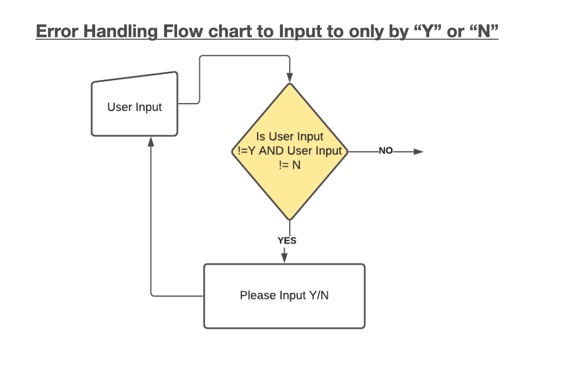 Error Handling Flow chart to Input to only by “Y” or “N”
User Input
Is User Input
!=Y AND User Input
!= N
NO
YES
Please Input Y/N